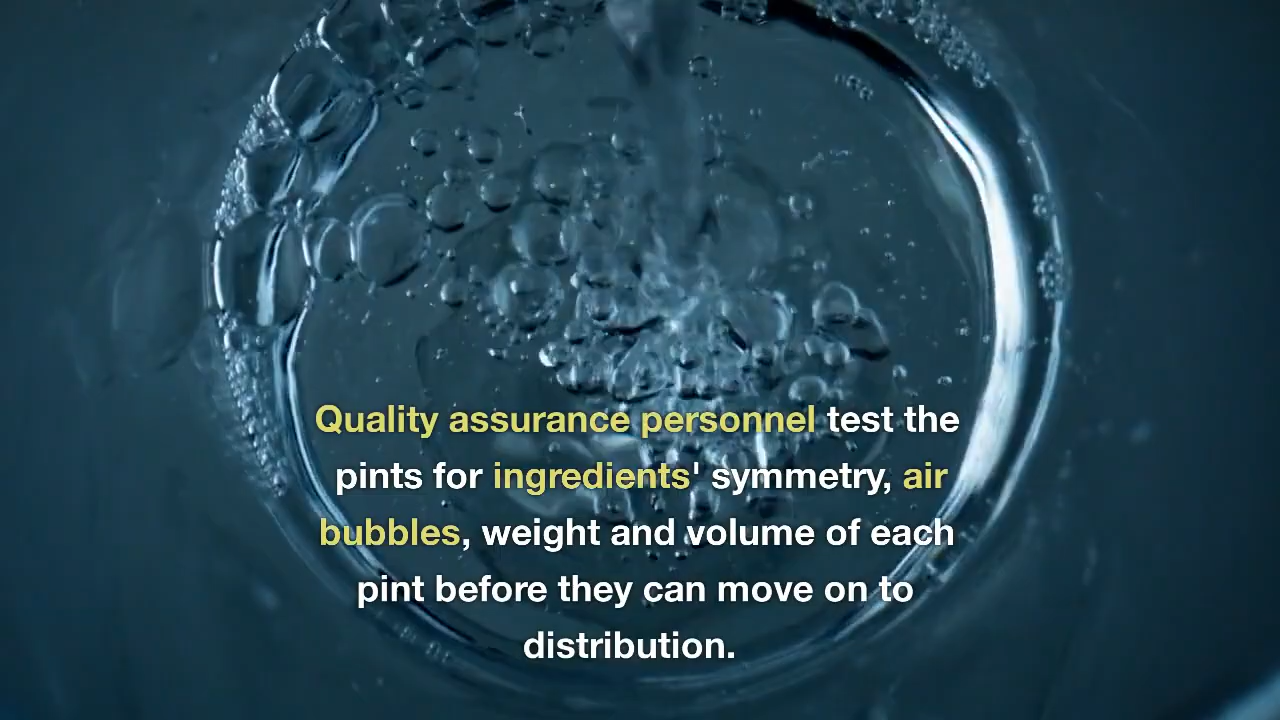 Quality assurance personnel test the
pints for ingredients' symmetry, air
bubbles, weight and volume of each
pint before they can move on to
distribution.